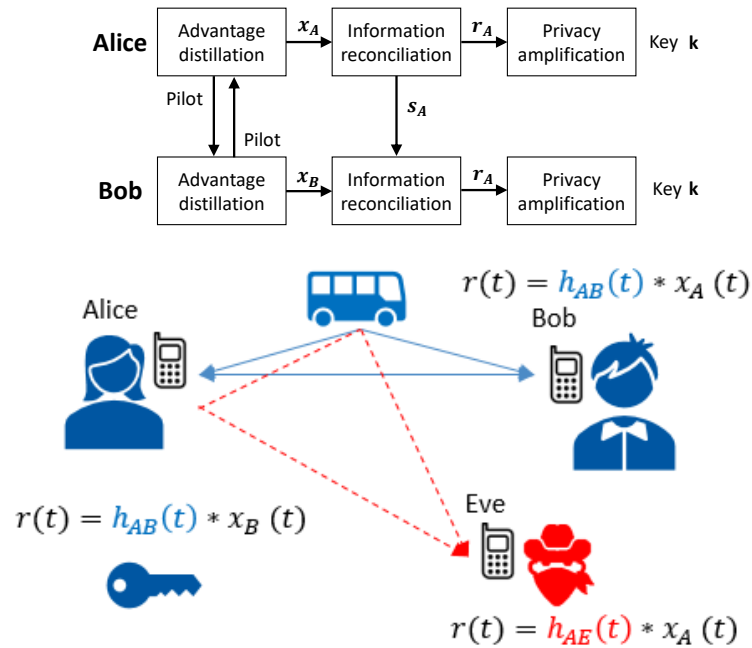 Alice
Advantage distillation
x_A
Information reconciliation
r_A
Privacy amplification
Key k
Pilot
Pilot
s_A
Bob
Advantage distillation
x_B
Information reconciliation
r_A
Privacy amplification
Key k
r(t) = h_AB(t) * x_A (t)
Alice
Bob
r(t) = h_AB(t) * x_B (t)
Eve
r(t) = h_AE(t) * x_A (t)